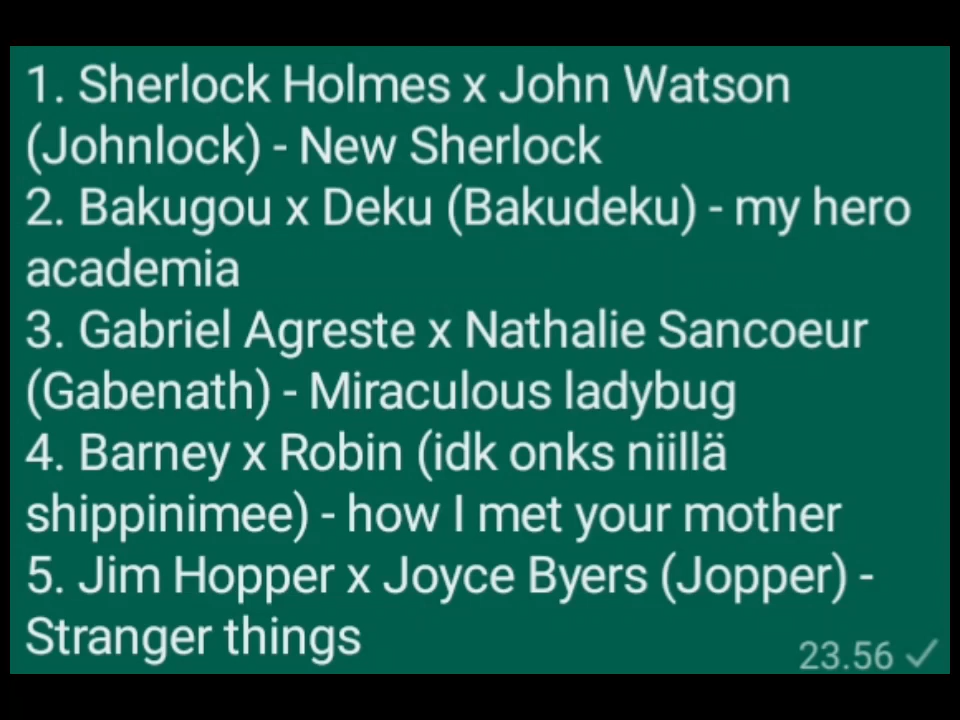 1. Sherlock Holmes x John Watson
(Johnlock) - New Sherlock
2. Bakugou x Deku (Bakudeku) - my hero
academia
3. Gabriel Agreste x Nathalie Sancoeur
(Gabenath) - Miraculous ladybug
4. Barney x Robin (idk onks niillä
shippinimee) - how I met your mother
5. Jim Hopper x Joyce Byers (Jopper) -
Stranger things
23.56